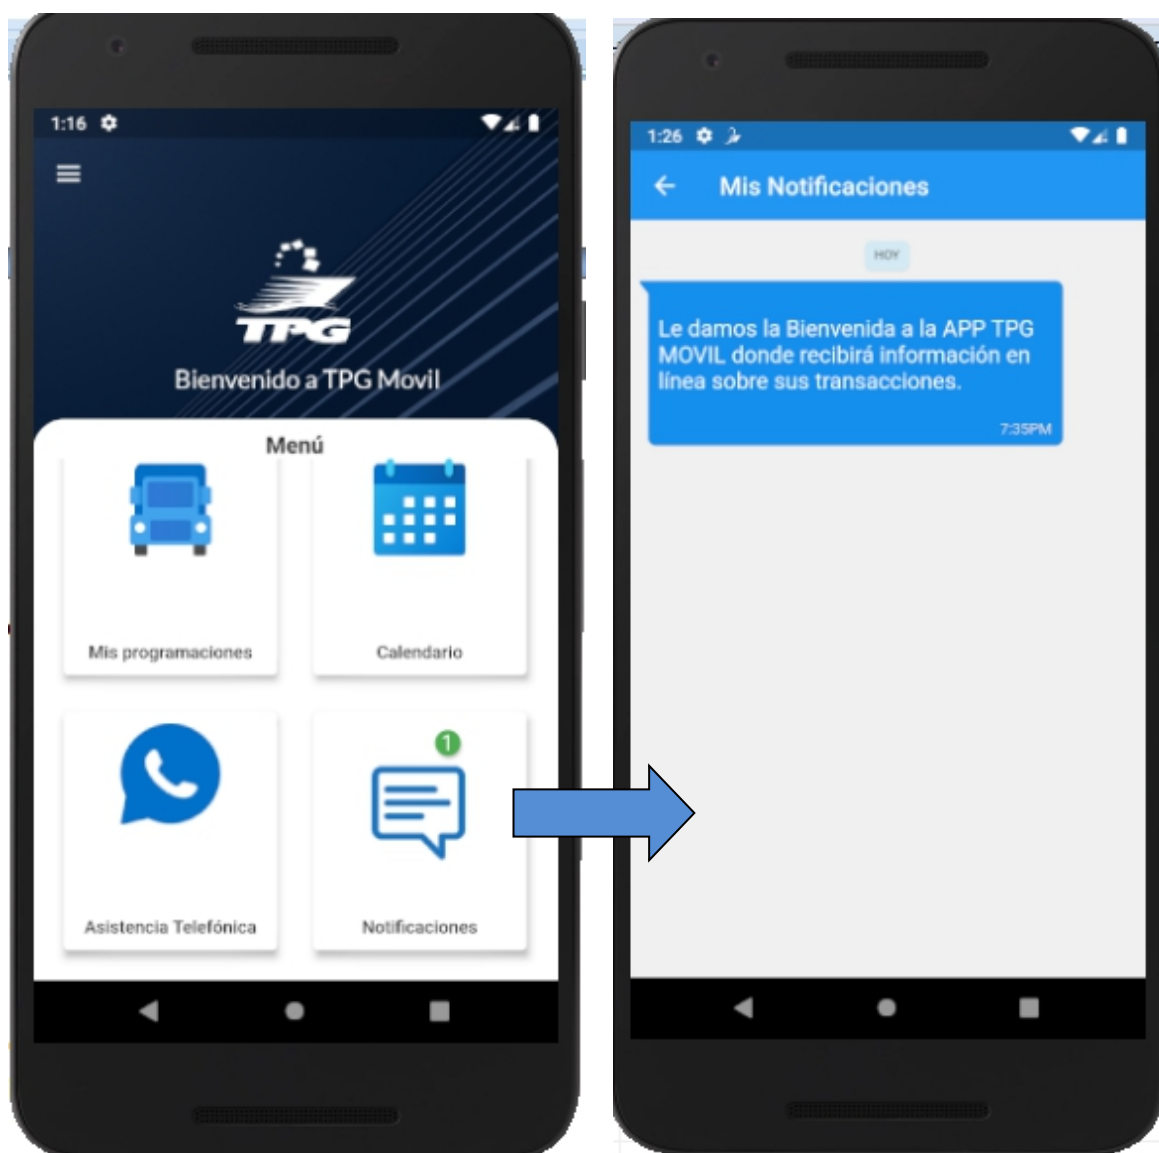 1:16
TPG
Bienvenido a TPG Movil
Menú
Mis programaciones
Calendario
1
Asistencia Telefónica
Notificaciones
1:26
Mis Notificaciones
HOY
Le damos la Bienvenida a la APP TPG
MOVIL donde recibirá información en
línea sobre sus transacciones.
7:35PM